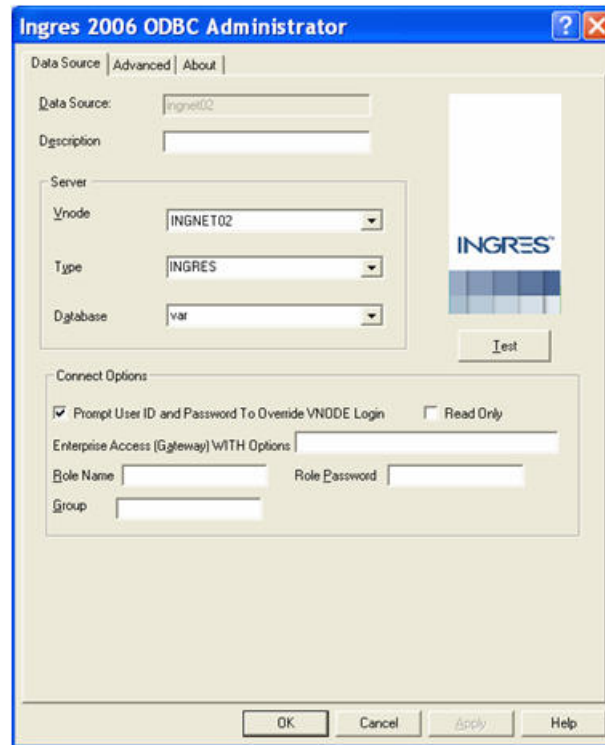 Ingres 2006 ODBC Administrator
Data Source Advanced About
Data Source: ingnet02
Description
Server
Vnode INGNET02
Type INGRES
Database var
INGRES™
Test
Connect Options
Prompt User ID and Password To Override VNODE Login Read Only
Enterprise Access (Gateway) WITH Options
Role Name Role Password
Group
OK Cancel Apply Help